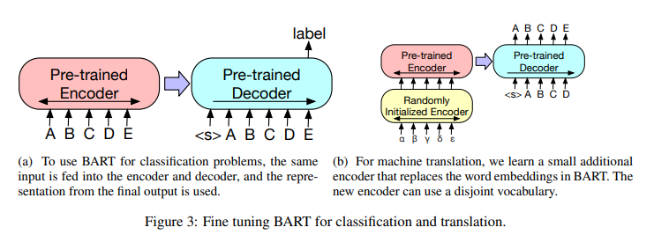 label
Pre-trained
Encoder
Pre-trained
Decoder
A B C D E
<s> A B C D E
(a) To use BART for classification problems, the same
input is fed into the encoder and decoder, and the repre-
sentation from the final output is used.
A B C D E
Pre-trained
Encoder
Pre-trained
Decoder
<s> A B C D
Randomly
Initialized Encoder
α β γ δ ε
(b) For machine translation, we learn a small additional
encoder that replaces the word embeddings in BART. The
new encoder can use a disjoint vocabulary.
Figure 3: Fine tuning BART for classification and translation.